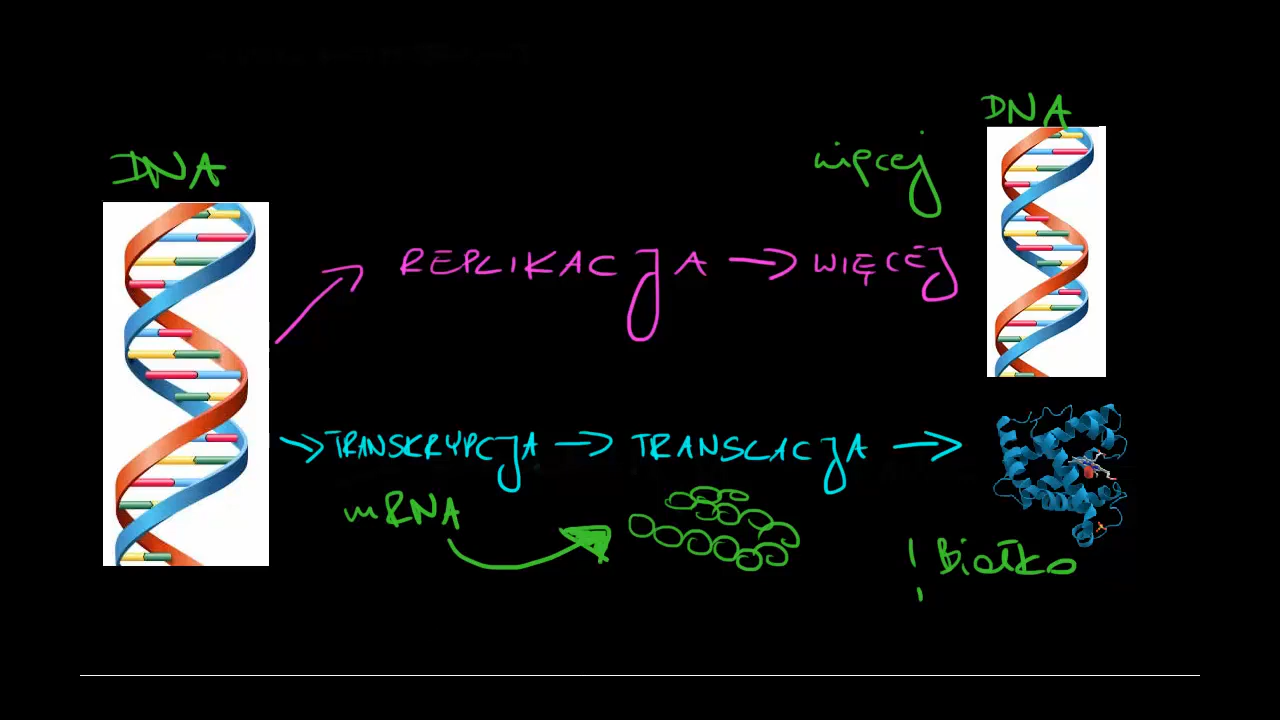 DNA
więcej
DNA
REPLIKACJA → WIĘCEJ
→ TRANSKRYPCJA → TRANSLACJA →
mRNA
! Białko